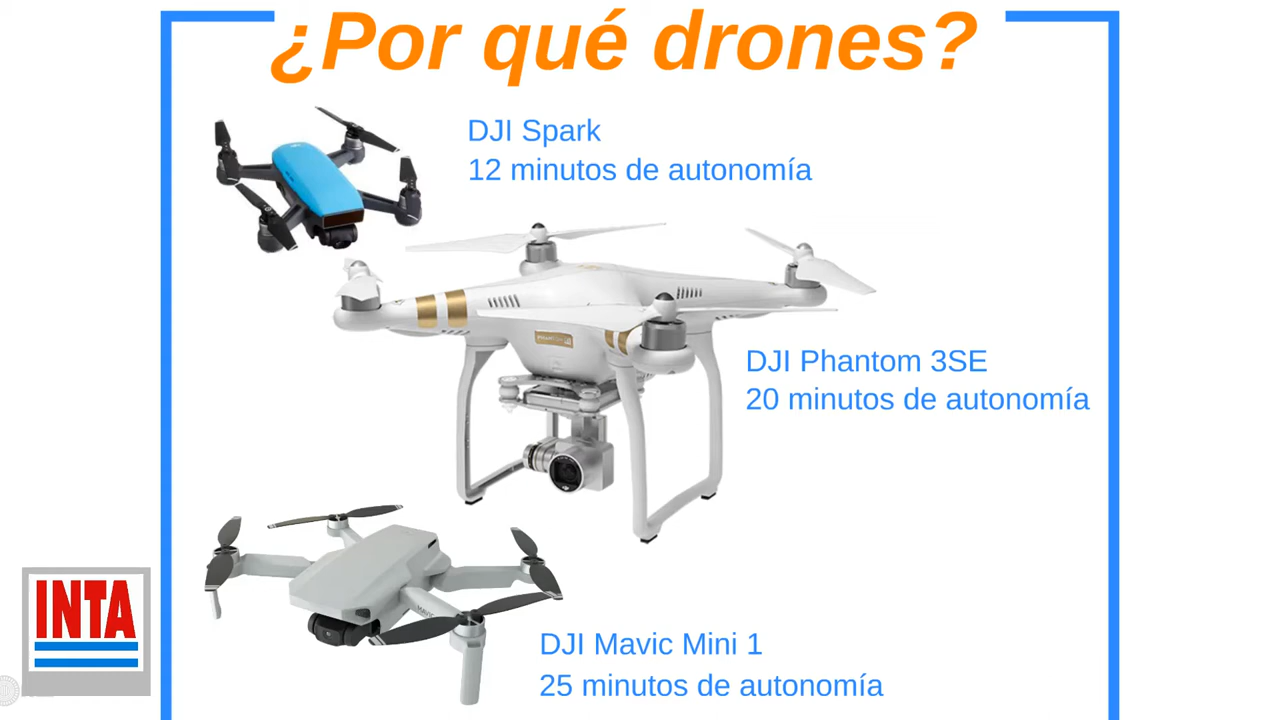 ¿Por qué drones?
DJI Spark
12 minutos de autonomía
DJI Phantom 3SE
20 minutos de autonomía
DJI Mavic Mini 1
25 minutos de autonomía
INTA
MAVIC